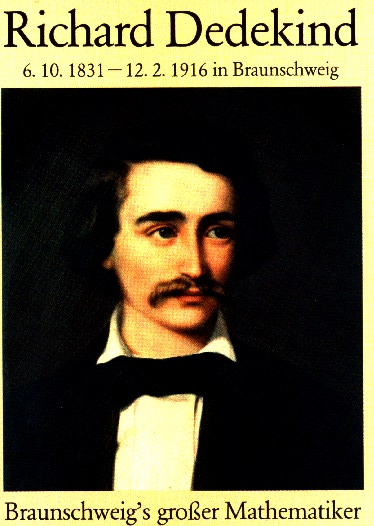 Richard Dedekind
6. 10. 1831 – 12. 2. 1916 in Braunschweig
Braunschweig's großer Mathematiker